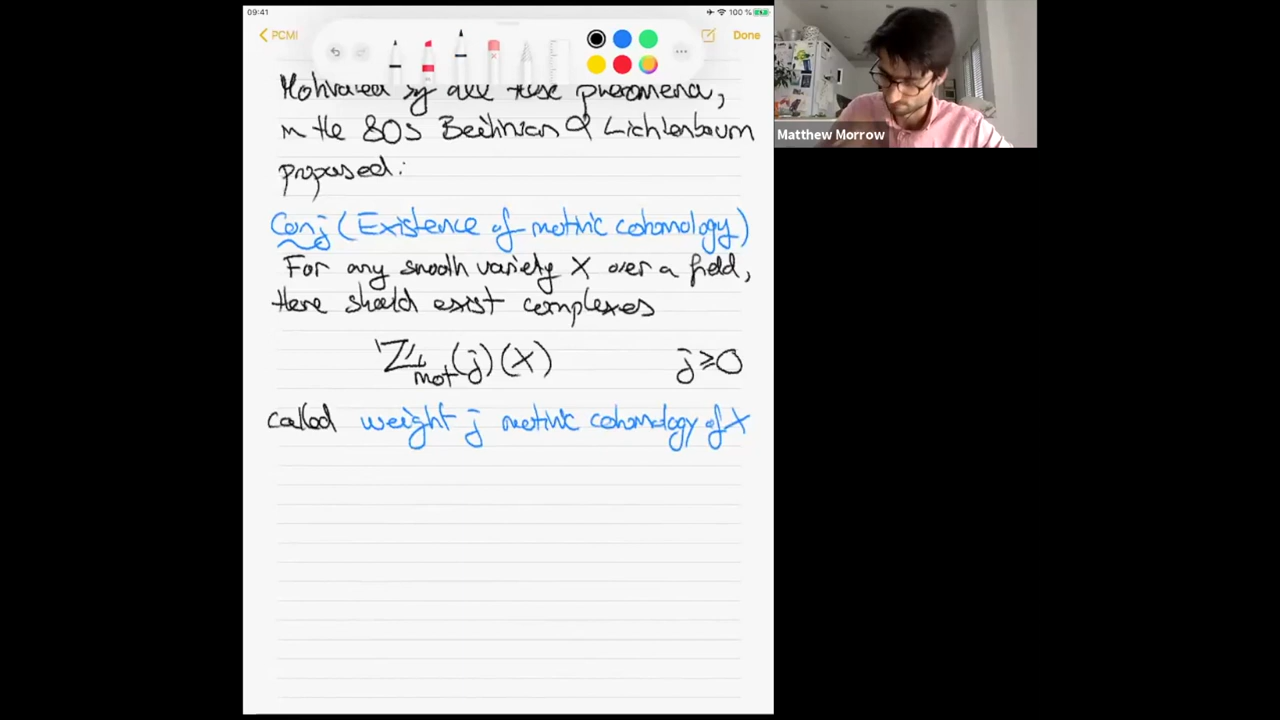 09:41
100 %
PCMI
Done
Motivated by all these phenomena,
in the 80s Beilinson & Lichtenbaum
proposed:
Conj (Existence of motivic cohomology)
For any smooth variety X over a field,
there should exist complexes
ℤmot(j)(X) j≥0
called weight j motivic cohomology of X
Matthew Morrow